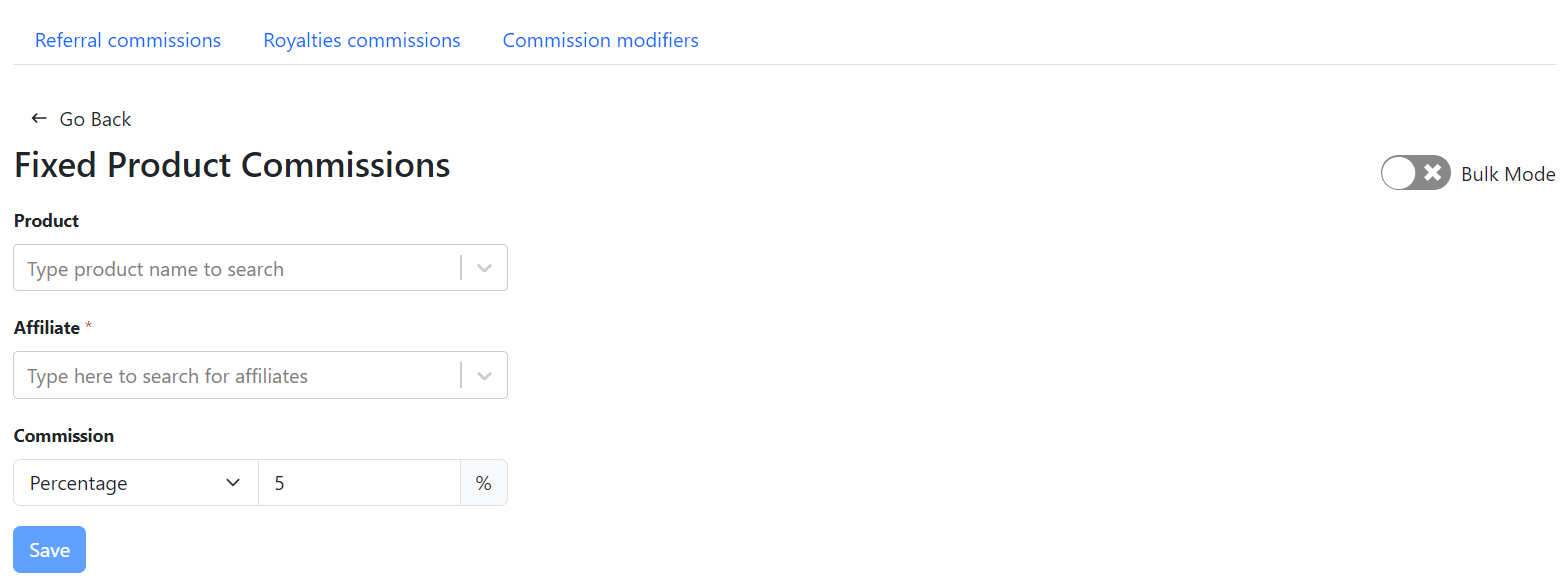 Referral commissions Royalties commissions Commission modifiers
← Go Back
Fixed Product Commissions
Bulk Mode
Product
Type product name to search
Affiliate *
Type here to search for affiliates
Commission
Percentage 5 %
Save